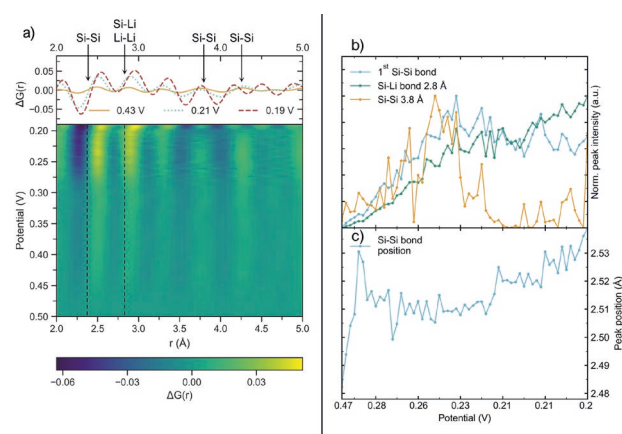 a)
Si-Li
Si-Si Li-Li Si-Si Si-Si
2.0 2.5 3.0 3.5 4.0 4.5 5.0
0.05
0.00
−0.05
ΔG(r)
0.43 V 0.21 V 0.19 V
0.20
0.25
0.30
0.35
0.40
0.45
0.50
Potential (V)
2.0 2.5 3.0 3.5 4.0 4.5 5.0
r (Å)
−0.06 −0.03 0.00 0.03
ΔG(r)
b)
1st Si-Si bond
Si-Li bond 2.8 Å
Si-Si 3.8 Å
Norm. peak intensity (a.u.)
c)
Si-Si bond
position
2.53
2.52
2.51
2.50
2.49
2.48
Peak position (Å)
0.47 0.28 0.26 0.23 0.21 0.21 0.2
Potential (V)